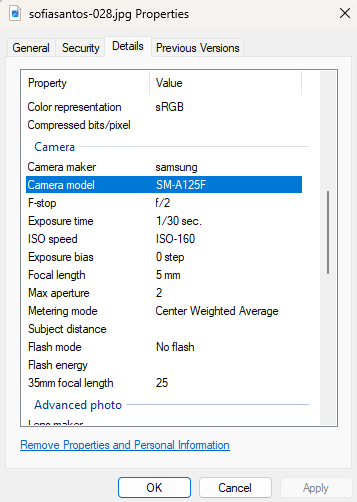 sofiasantos-028.jpg Properties
General Security Details Previous Versions
Property Value
Color representation sRGB
Compressed bits/pixel
Camera
Camera maker samsung
Camera model SM-A125F
F-stop f/2
Exposure time 1/30 sec.
ISO speed ISO-160
Exposure bias 0 step
Focal length 5 mm
Max aperture 2
Metering mode Center Weighted Average
Subject distance
Flash mode No flash
Flash energy
35mm focal length 25
Advanced photo
Lens maker
Remove Properties and Personal Information
OK Cancel Apply